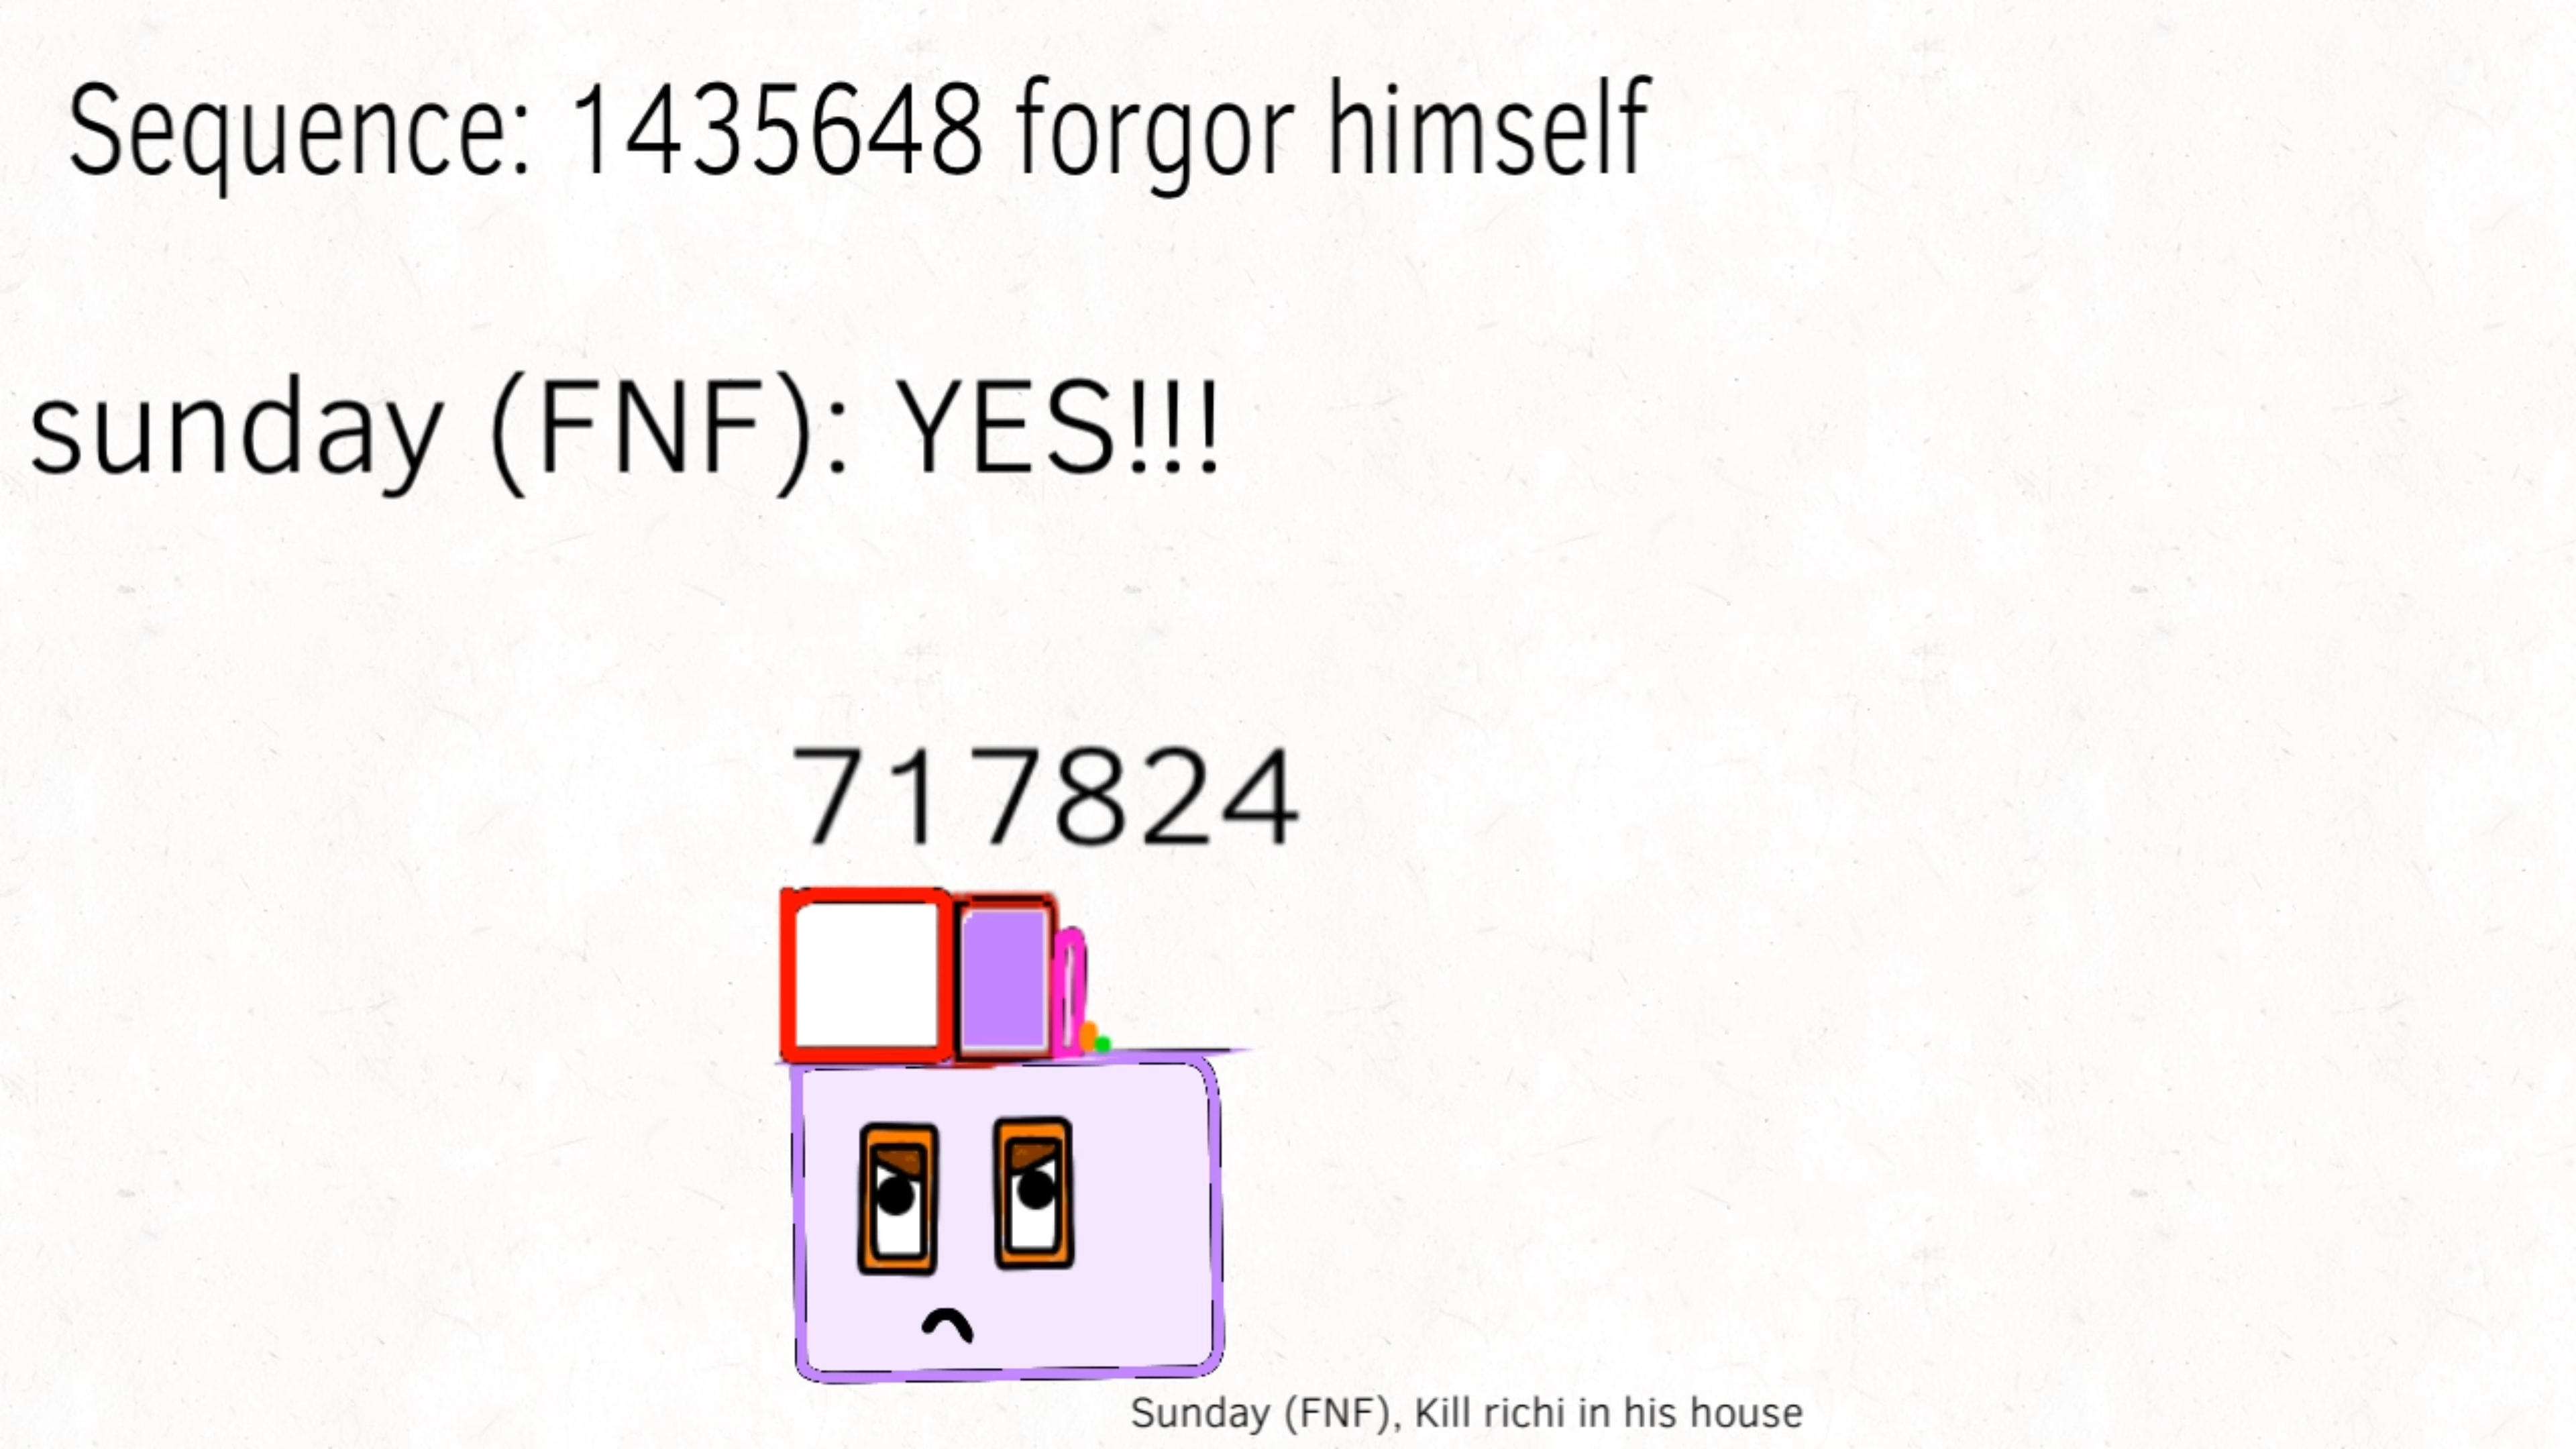 Sequence: 1435648 forgor himself
sunday (FNF): YES!!!
717824
Sunday (FNF), Kill richi in his house